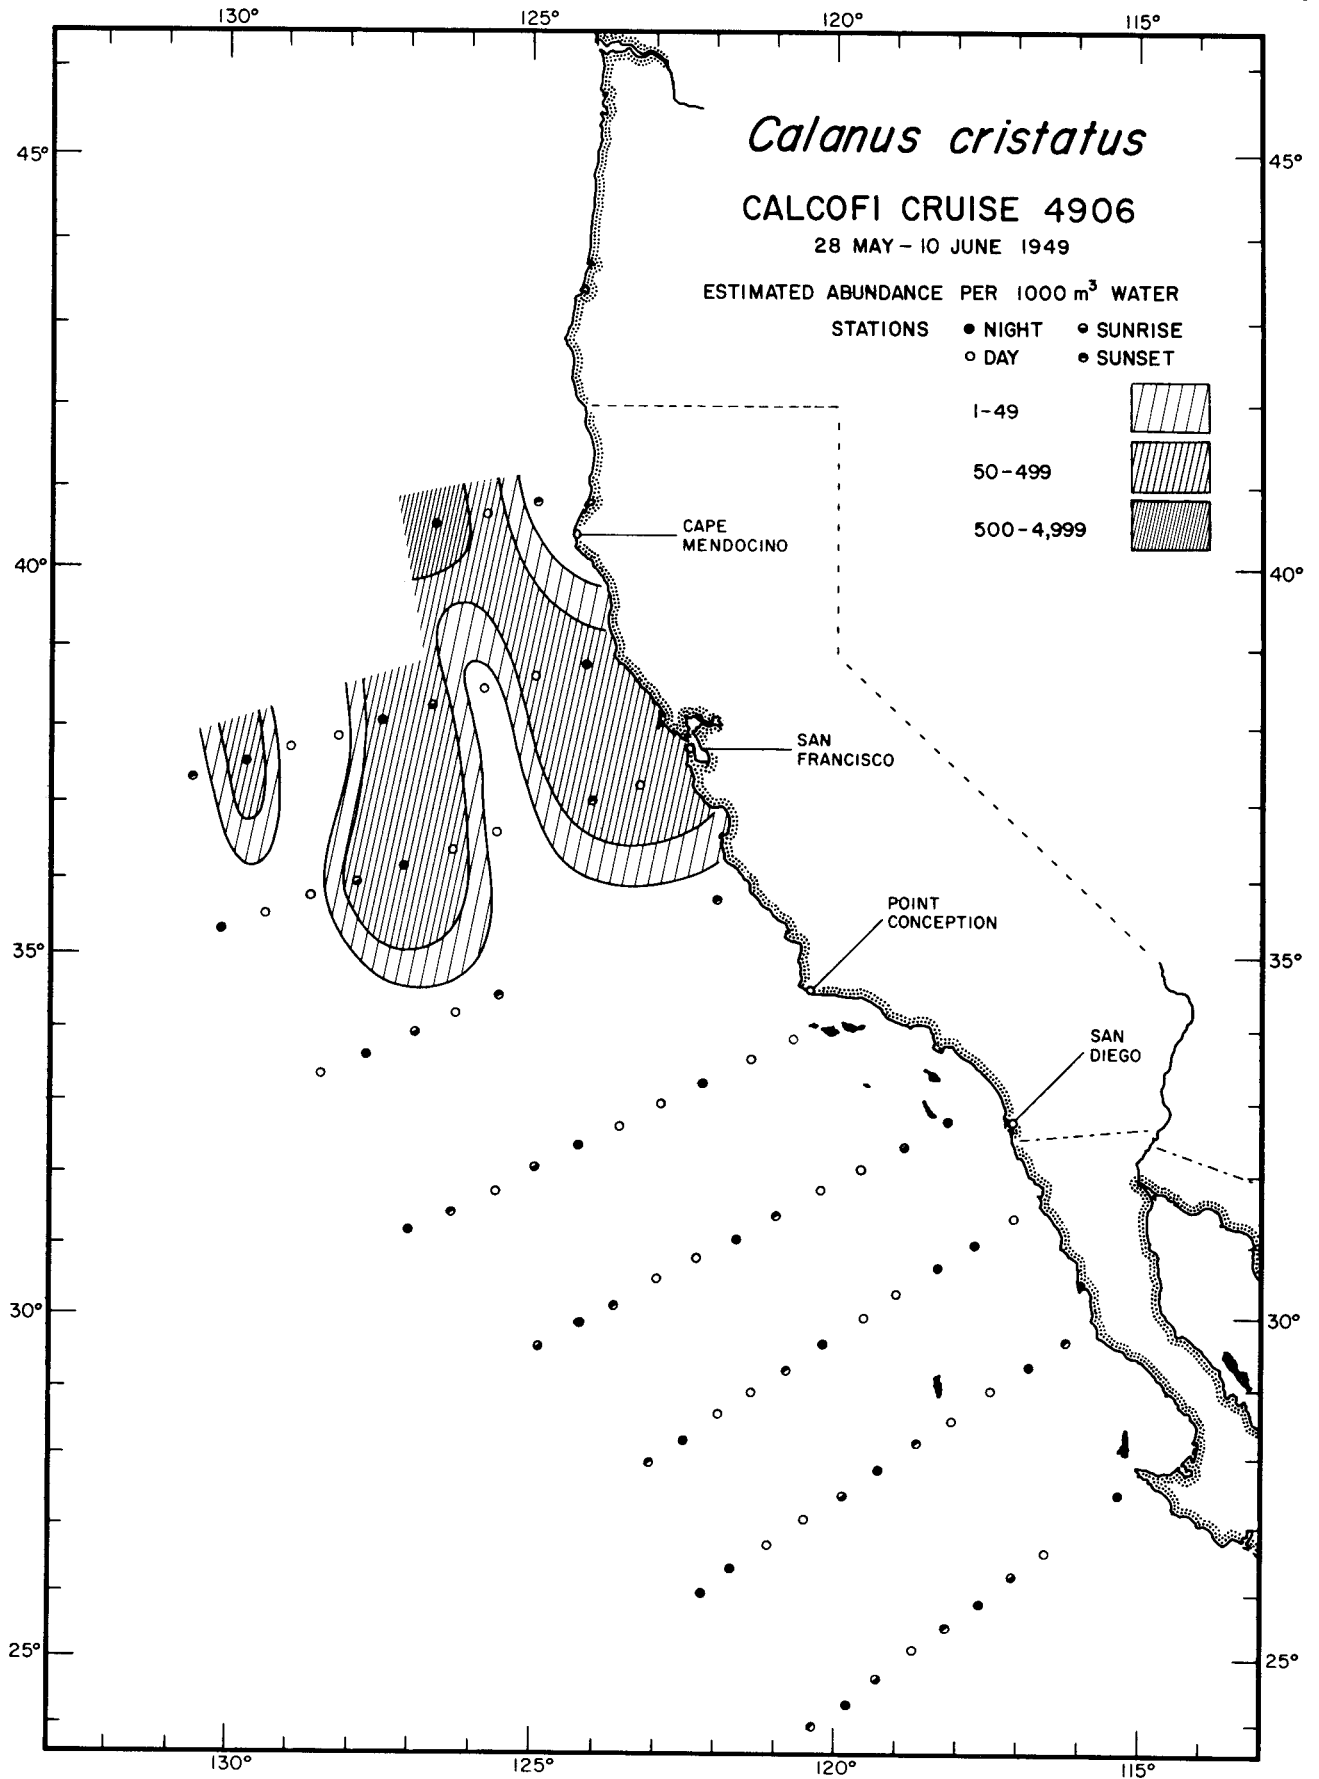 130° 125° 120° 115°
Calanus cristatus
45° 45°
CALCOFI CRUISE 4906
28 MAY – 10 JUNE 1949
ESTIMATED ABUNDANCE PER 1000 m³ WATER
STATIONS NIGHT SUNRISE
DAY SUNSET
1-49
50-499
500-4,999
CAPE
MENDOCINO
40° 40°
SAN
FRANCISCO
POINT
CONCEPTION
35° 35°
SAN
DIEGO
30° 30°
25° 25°
130° 125° 120° 115°